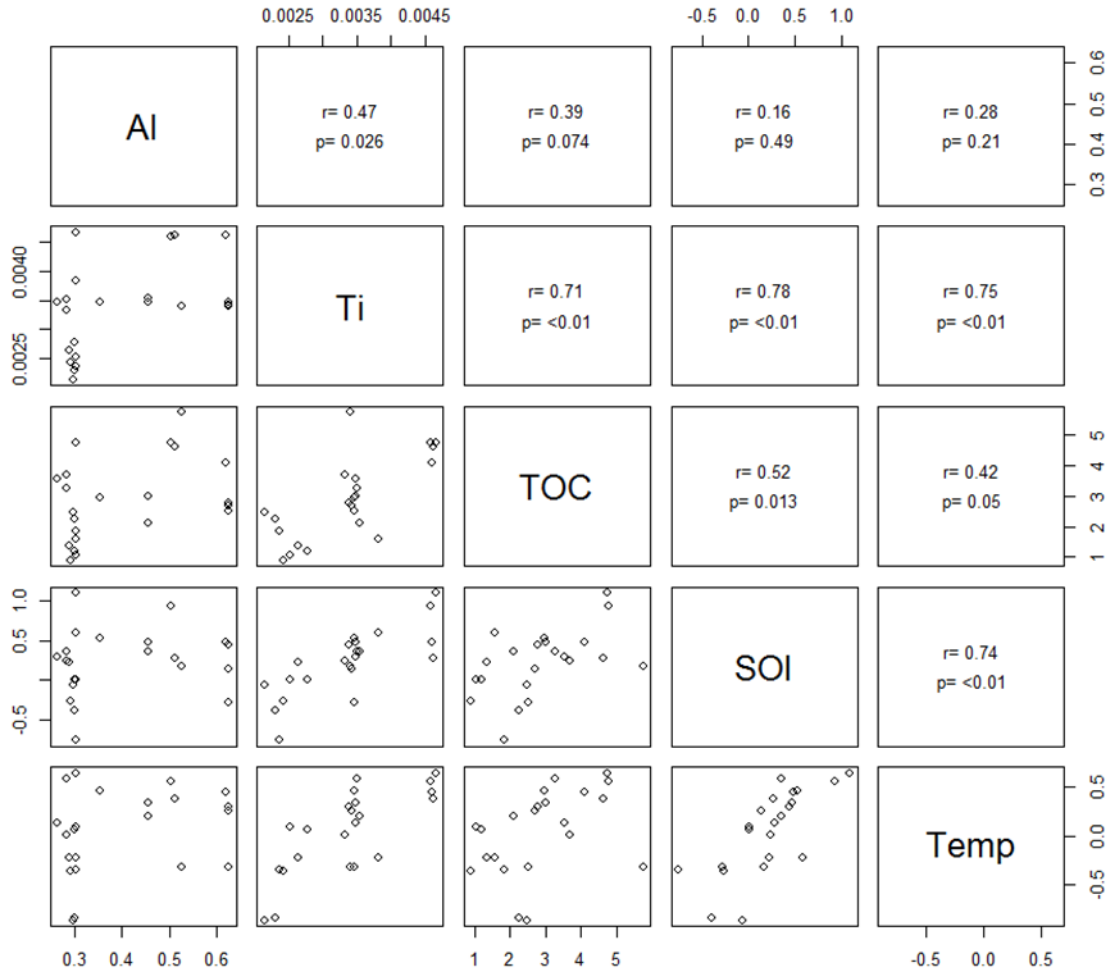 0.0025 0.0035 0.0045
-0.5 0.0 0.5 1.0
Al
r= 0.47
p= 0.026
r= 0.39
p= 0.074
r= 0.16
p= 0.49
r= 0.28
p= 0.21
0.3 0.4 0.5 0.6
0.0025 0.0040
Ti
r= 0.71
p= <0.01
r= 0.78
p= <0.01
r= 0.75
p= <0.01
TOC
r= 0.52
p= 0.013
r= 0.42
p= 0.05
1 2 3 4 5
-0.5 0.5 1.0
SOI
r= 0.74
p= <0.01
Temp
-0.5 0.0 0.5
0.3 0.4 0.5 0.6
1 2 3 4 5
-0.5 0.0 0.5